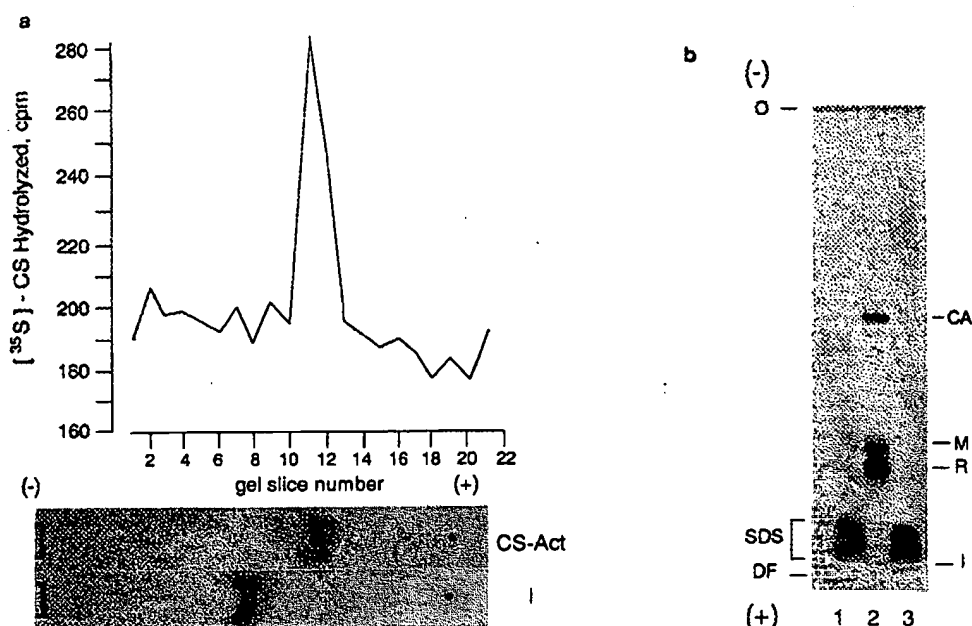 a
[35S] - CS Hydrolyzed, cpm
280
260
240
220
200
180
160
2 4 6 8 10 12 14 16 18 20 22
(-) gel slice number (+)
CS-Act
I
b
(-)
O
CA
M
R
SDS
I
DF
(+) 1 2 3